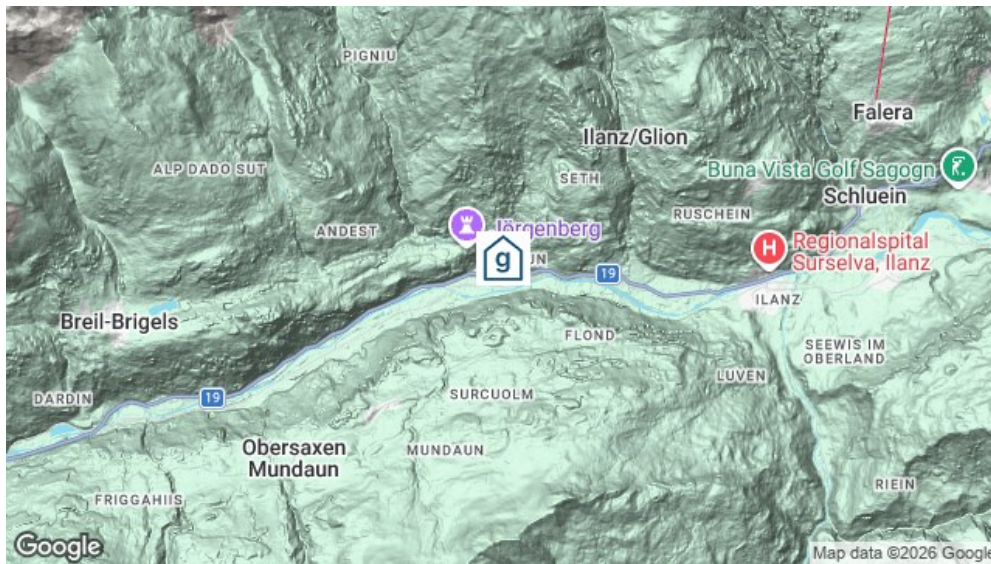 PIGNIU
Falera
Ilanz/Glion
ALP DADO SUT
Buna Vista Golf Sagogn
SETH
Schluein
RUSCHEIN
Jörgenberg
ANDEST
H
Regionalspital
Surselva, Ilanz
UN
g
19
ILANZ
Breil-Brigels
FLOND
SEEWIS IM
OBERLAND
LUVEN
DARDIN
19
SURCUOLM
Obersaxen
Mundaun
MUNDAUN
RIEIN
FRIGGAHIIS
Google
Map data ©2026 Google